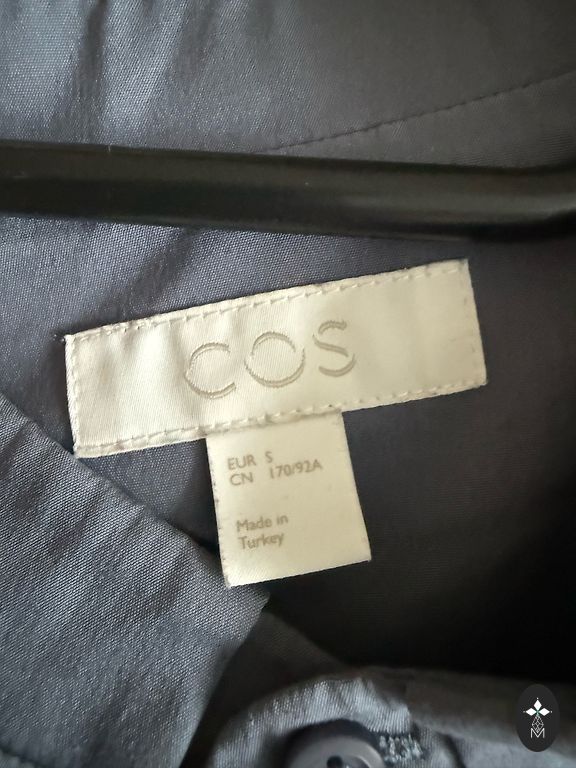 COS
EUR S
CN 170/92A
Made in
Turkey
M